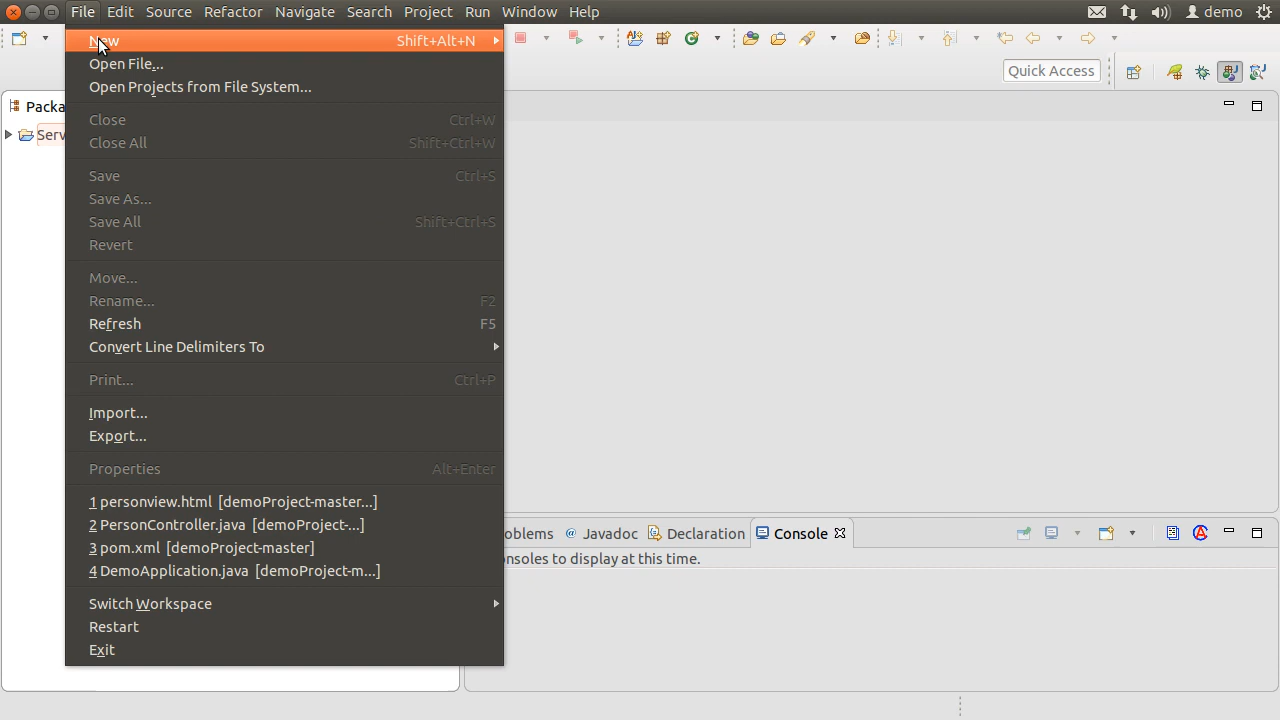 File Edit Source Refactor Navigate Search Project Run Window Help demo
New Shift+Alt+N
Open File...
Quick Access
Open Projects from File System...
Packa
Close Ctrl+W
Serv
Close All Shift+Ctrl+W
Save Ctrl+S
Save As...
Save All Shift+Ctrl+S
Revert
Move...
Rename... F2
Refresh F5
Convert Line Delimiters To
Print... Ctrl+P
Import...
Export...
Properties Alt+Enter
1 personview.html [demoProject-master...]
2 PersonController.java [demoProject-...]
oblems @ Javadoc Declaration Console
3 pom.xml [demoProject-master]
onsoles to display at this time.
4 DemoApplication.java [demoProject-m...]
Switch Workspace
Restart
Exit